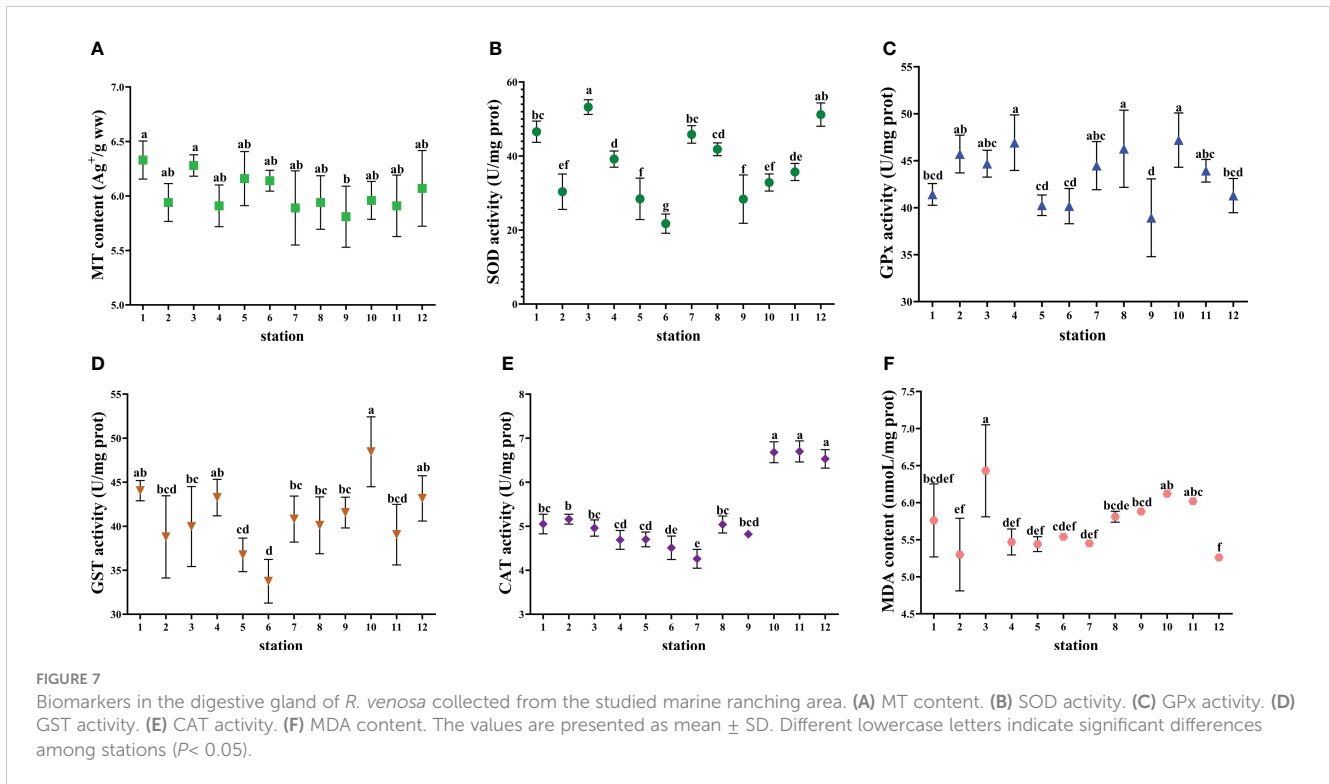 A
MT content (Ag⁺/g ww)
7.0
6.5
6.0
5.5
5.0
a ab a ab ab ab ab ab b ab ab ab
1 2 3 4 5 6 7 8 9 10 11 12
station
B
SOD activity (U/mg prot)
60
40
20
0
bc ef a d f g bc cd f ef de ab
1 2 3 4 5 6 7 8 9 10 11 12
station
C
GPx activity (U/mg prot)
55
50
45
40
35
30
bcd ab abc a cd cd abc a d a abc bcd
1 2 3 4 5 6 7 8 9 10 11 12
station
D
GST activity (U/mg prot)
55
50
45
40
35
30
ab bcd bc ab cd d bc bc bc a bcd ab
1 2 3 4 5 6 7 8 9 10 11 12
station
E
CAT activity (U/mg prot)
8
7
6
5
4
3
bc b bc cd cd de e bc bcd a a a
1 2 3 4 5 6 7 8 9 10 11 12
station
F
MDA content (nmoL/mg prot)
7.5
7.0
6.5
6.0
5.5
5.0
4.5
bcdef ef a def def cdef def bcde bcd ab abc f
1 2 3 4 5 6 7 8 9 10 11 12
station
FIGURE 7
Biomarkers in the digestive gland of R. venosa collected from the studied marine ranching area. (A) MT content. (B) SOD activity. (C) GPx activity. (D)
GST activity. (E) CAT activity. (F) MDA content. The values are presented as mean ± SD. Different lowercase letters indicate significant differences
among stations (P< 0.05).